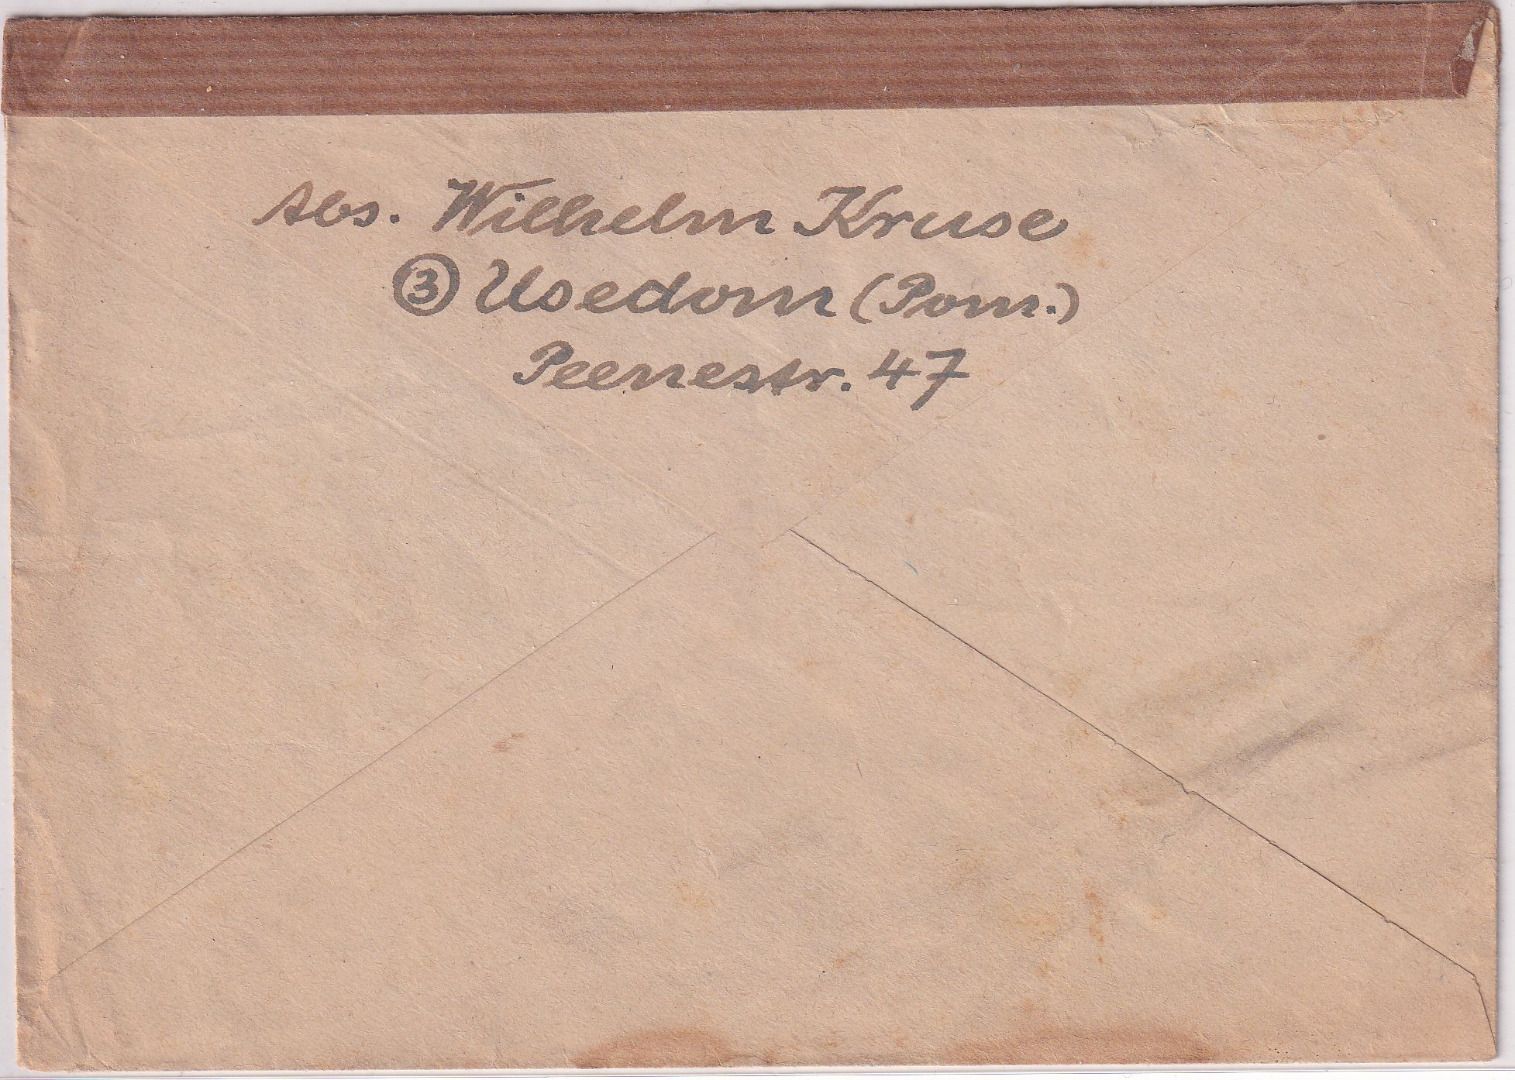 Abs. Wilhelm Kruse
③ Usedom (Pom.)
Peenestr. 47